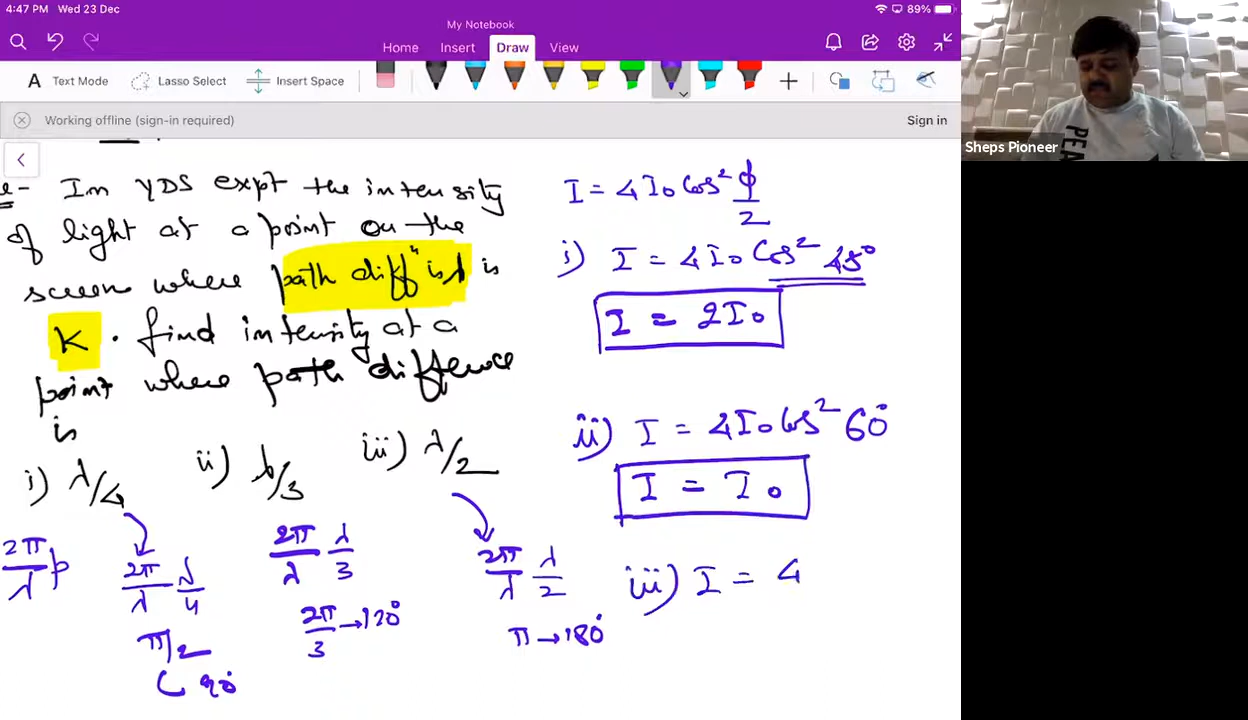 4:47 PM Wed 23 Dec
89%
My Notebook
Home Insert Draw View
A Text Mode Lasso Select Insert Space
Working offline (sign-in required)
Sign in
Sheps Pioneer
e- In YDS expt the intensity
of light at a point on the
screen where path diffⁿ is λ is
K . find intensity at a
point where path difference
is
i) λ/4 ii) λ/3 iii) λ/2
2π/λ p
2π/λ λ/4
π/2
90°
2π/λ λ/3
2π/3 → 120°
2π/λ λ/2
π → 180°
I = 4I₀ Cos² ϕ/2
i) I = 4I₀ Cos² 45°
I = 2I₀
ii) I = 4I₀ Cos² 60°
I = I₀
iii) I = 4